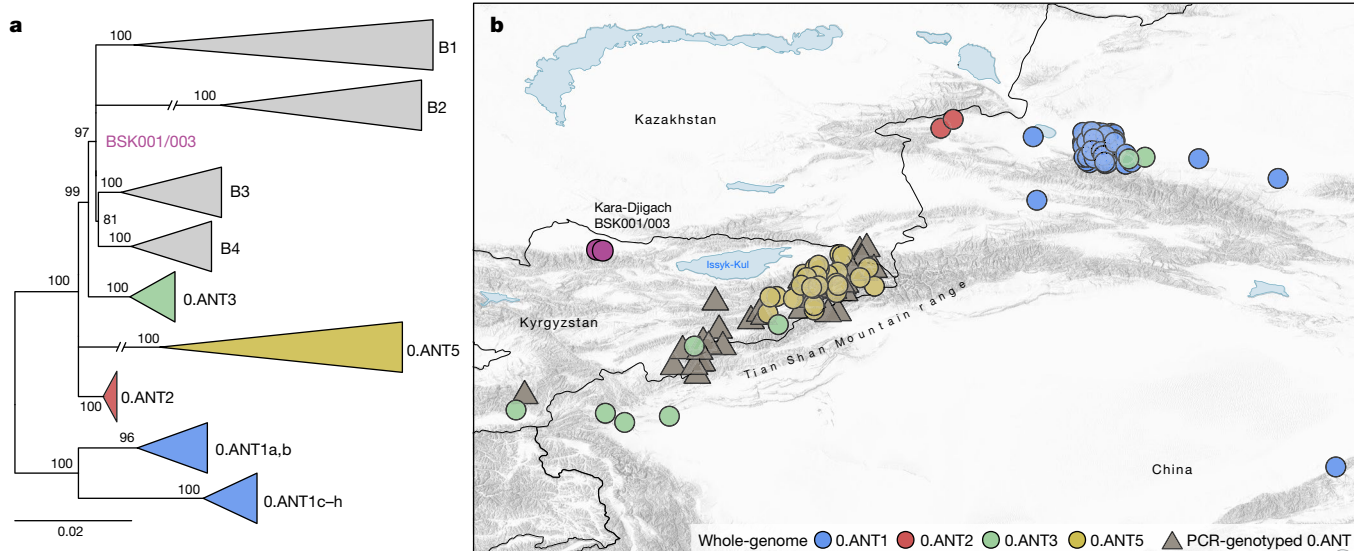 a
100
B1
100
B2
97
BSK001/003
99
100
B3
81
100
B4
100
100
0.ANT3
100
0.ANT5
100
0.ANT2
96
0.ANT1a,b
100
100
0.ANT1c–h
0.02
b
Kazakhstan
Kara-Djigach
BSK001/003
Issyk-Kul
Kyrgyzstan
Tian Shan Mountain range
China
Whole-genome 0.ANT1 0.ANT2 0.ANT3 0.ANT5 PCR-genotyped 0.ANT